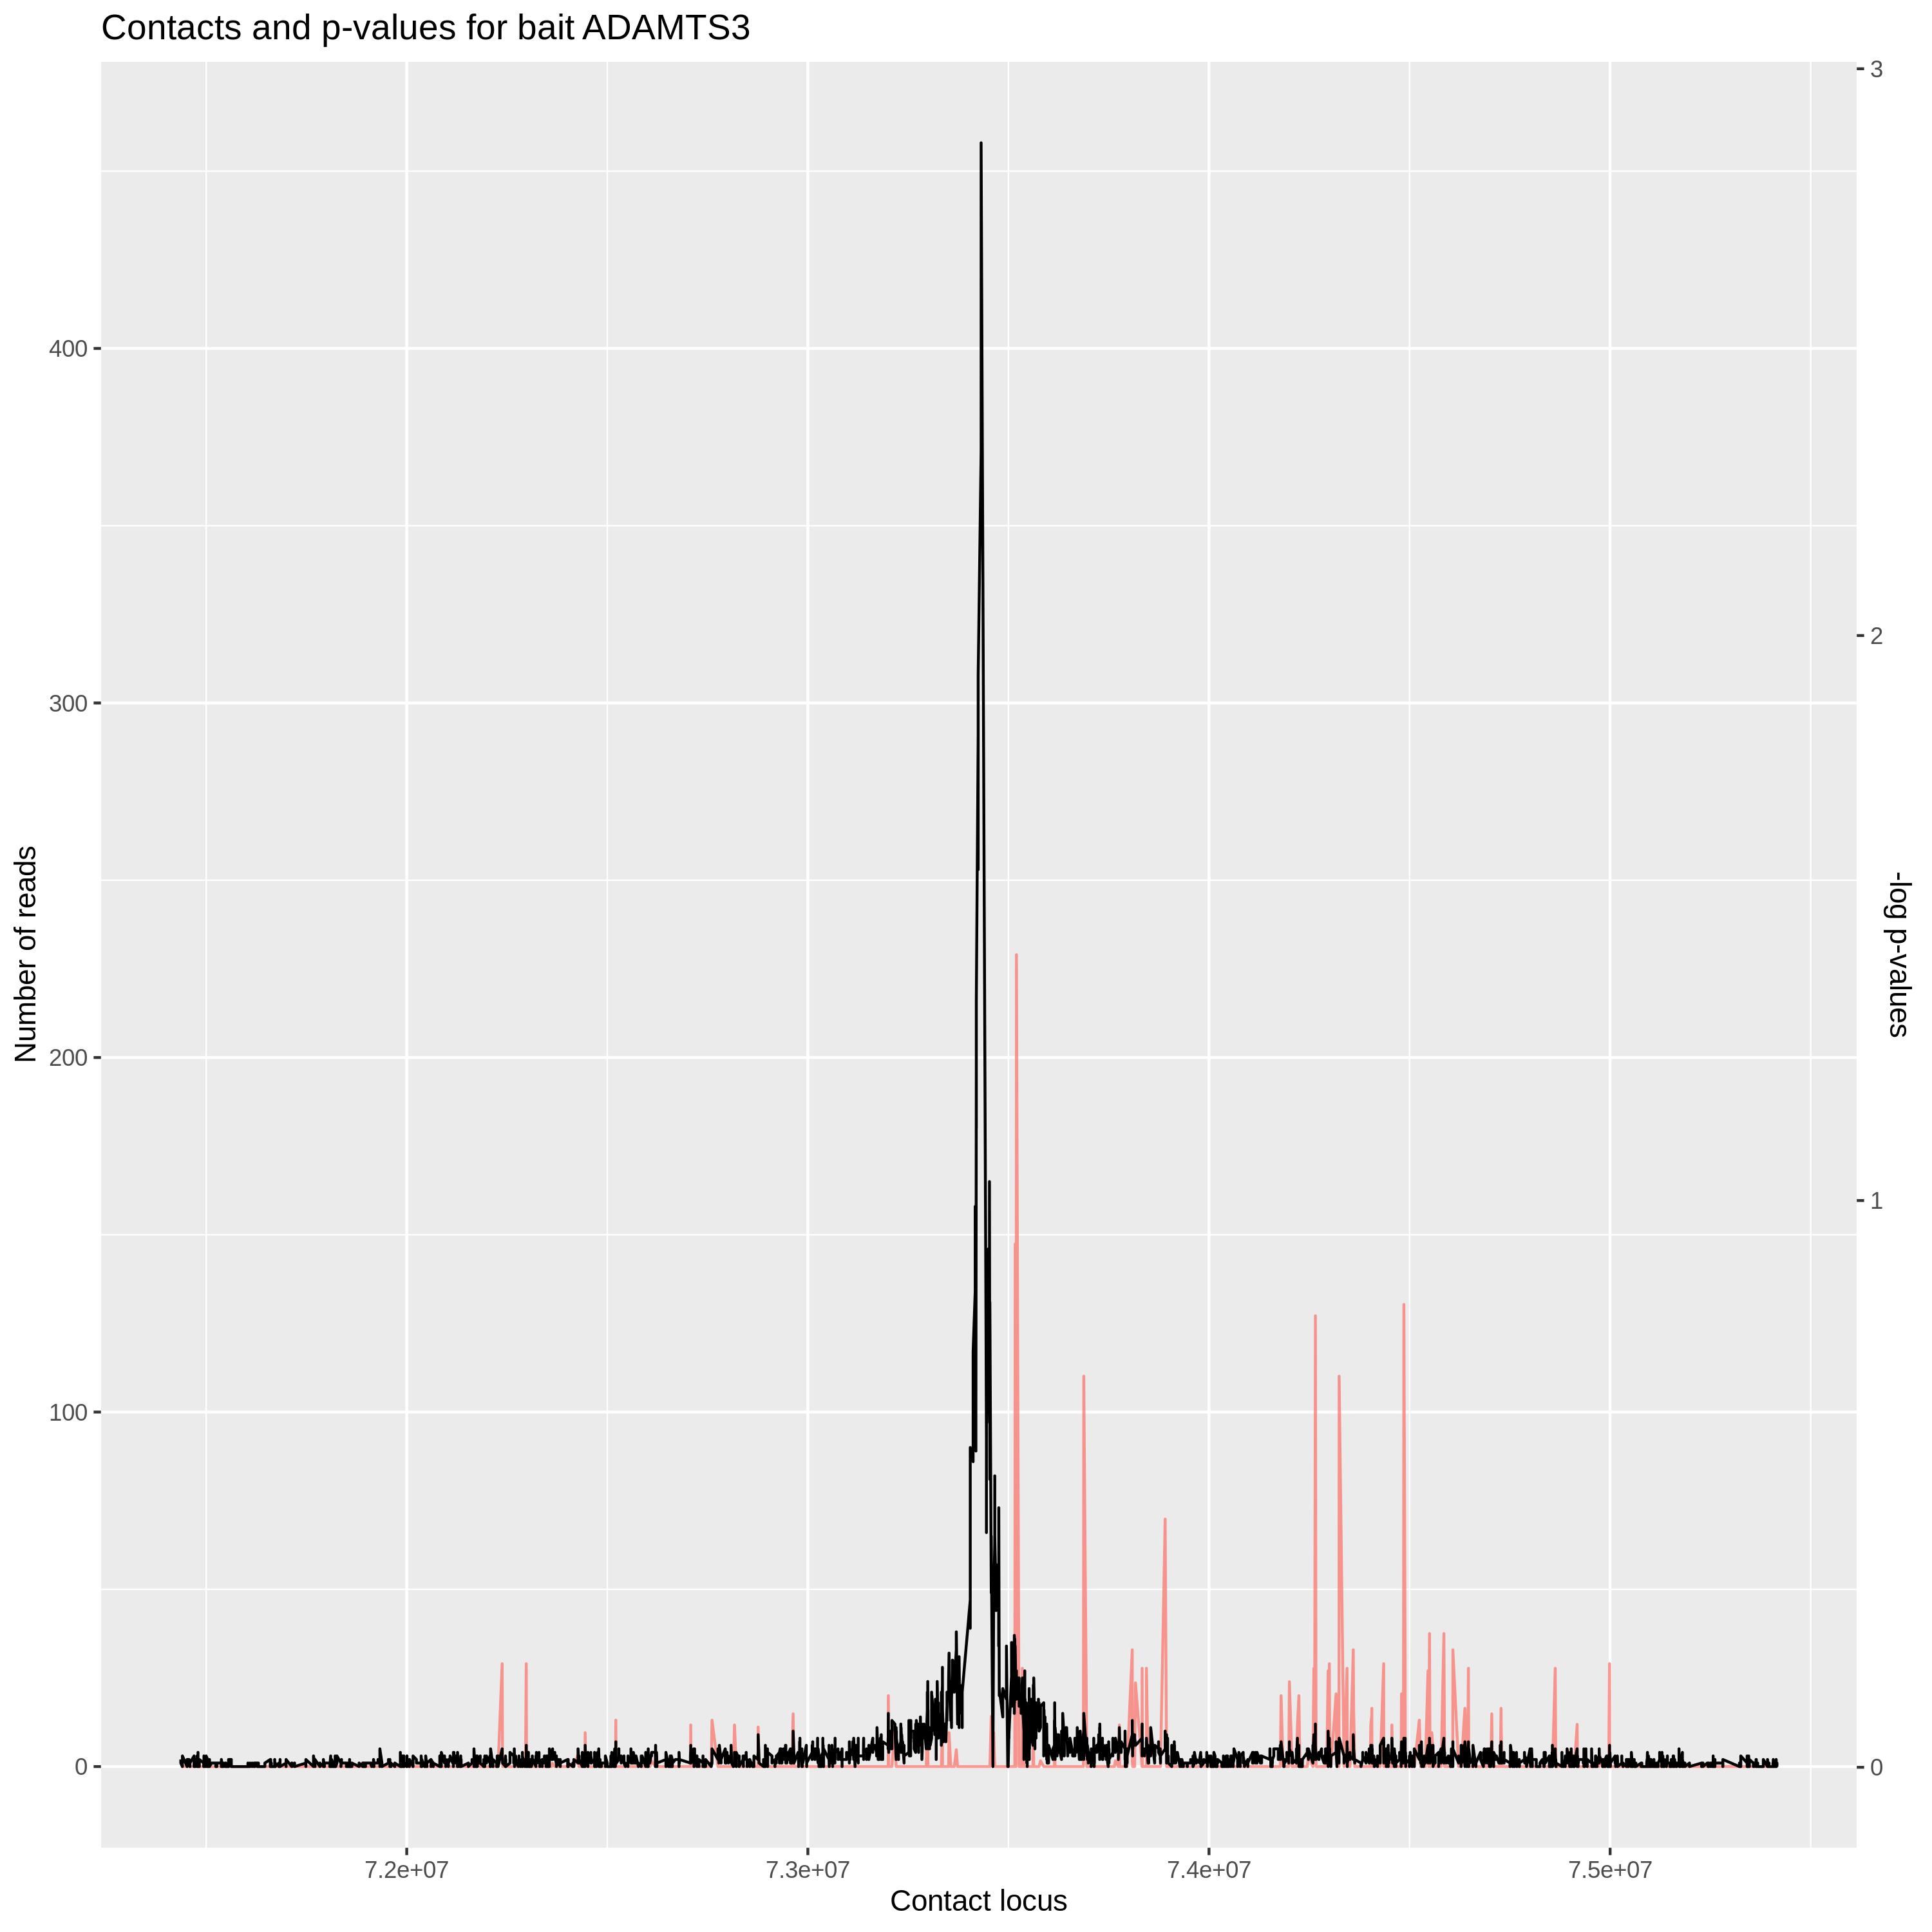 Contacts and p-values for bait ADAMTS3
Number of reads
400
300
200
100
0
3
2
1
0
-log p-values
7.2e+07
7.3e+07
7.4e+07
7.5e+07
Contact locus